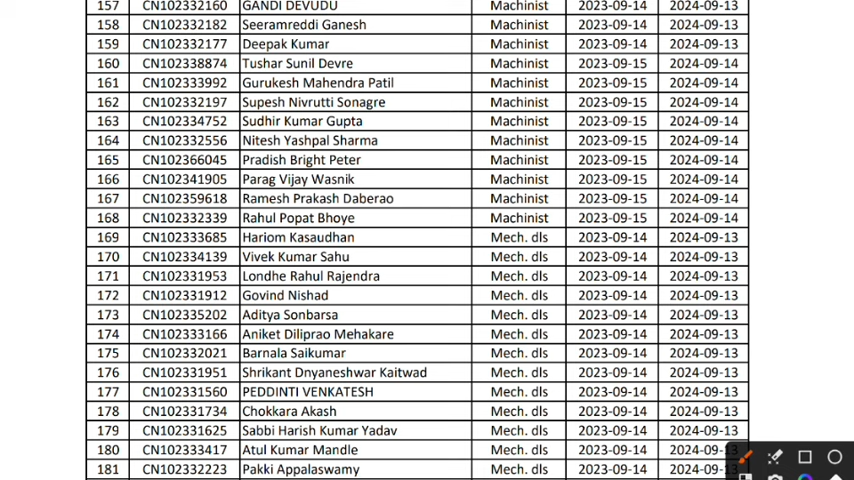 157 CN102332160 GANDI DEVUDU Machinist 2023-09-14 2024-09-13
158 CN102332182 Seeramreddi Ganesh Machinist 2023-09-14 2024-09-13
159 CN102332177 Deepak Kumar Machinist 2023-09-14 2024-09-13
160 CN102338874 Tushar Sunil Devre Machinist 2023-09-15 2024-09-14
161 CN102333992 Gurukesh Mahendra Patil Machinist 2023-09-15 2024-09-14
162 CN102332197 Supesh Nivrutti Sonagre Machinist 2023-09-15 2024-09-14
163 CN102334752 Sudhir Kumar Gupta Machinist 2023-09-15 2024-09-14
164 CN102332556 Nitesh Yashpal Sharma Machinist 2023-09-15 2024-09-14
165 CN102366045 Pradish Bright Peter Machinist 2023-09-15 2024-09-14
166 CN102341905 Parag Vijay Wasnik Machinist 2023-09-15 2024-09-14
167 CN102359618 Ramesh Prakash Daberao Machinist 2023-09-15 2024-09-14
168 CN102332339 Rahul Popat Bhoye Machinist 2023-09-15 2024-09-14
169 CN102333685 Hariom Kasaudhan Mech. dls 2023-09-14 2024-09-13
170 CN102334139 Vivek Kumar Sahu Mech. dls 2023-09-14 2024-09-13
171 CN102331953 Londhe Rahul Rajendra Mech. dls 2023-09-14 2024-09-13
172 CN102331912 Govind Nishad Mech. dls 2023-09-14 2024-09-13
173 CN102335202 Aditya Sonbarsa Mech. dls 2023-09-14 2024-09-13
174 CN102333166 Aniket Diliprao Mehakare Mech. dls 2023-09-14 2024-09-13
175 CN102332021 Barnala Saikumar Mech. dls 2023-09-14 2024-09-13
176 CN102331951 Shrikant Dnyaneshwar Kaitwad Mech. dls 2023-09-14 2024-09-13
177 CN102331560 PEDDINTI VENKATESH Mech. dls 2023-09-14 2024-09-13
178 CN102331734 Chokkara Akash Mech. dls 2023-09-14 2024-09-13
179 CN102331625 Sabbi Harish Kumar Yadav Mech. dls 2023-09-14 2024-09-13
180 CN102333417 Atul Kumar Mandle Mech. dls 2023-09-14 2024-09-13
181 CN102332223 Pakki Appalaswamy Mech. dls 2023-09-14